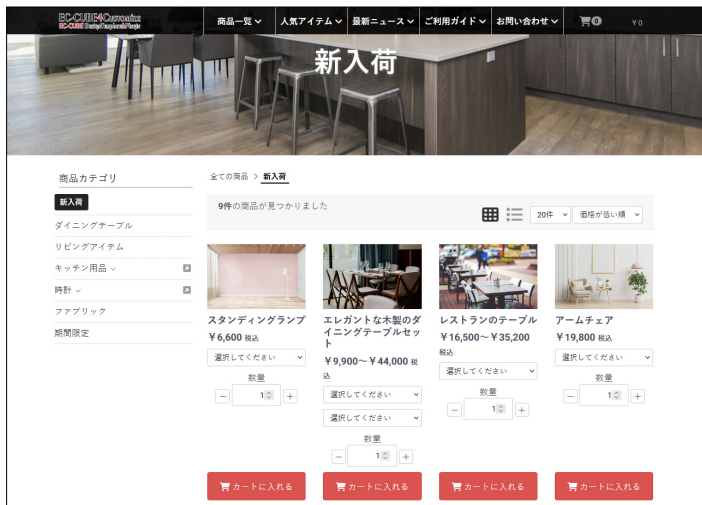 EC-CUBE4Customize
EC-CUBE DesignTemplate&Plugin
商品一覧 人気アイテム 最新ニュース ご利用ガイド お問い合わせ 0 ￥0
新入荷
商品カテゴリ
新入荷
ダイニングテーブル
リビングアイテム
キッチン用品
時計
ファブリック
期間限定
全ての商品 新入荷
9件の商品が見つかりました
20件 価格が低い順
スタンディングランプ
￥6,600 税込
選択してください
数量
－ 1 ＋
カートに入れる
エレガントな木製のダ
イニングテーブルセッ
ト
￥9,900～￥44,000 税
込
選択してください
選択してください
数量
－ 1 ＋
カートに入れる
レストランのテーブル
￥16,500～￥35,200
税込
選択してください
数量
－ 1 ＋
カートに入れる
アームチェア
￥19,800 税込
選択してください
数量
－ 1 ＋
カートに入れる